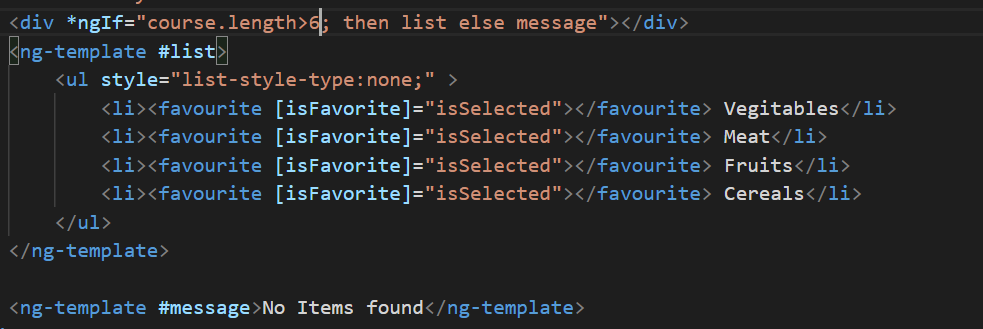 <div *ngIf="course.length>6; then list else message"></div>
<ng-template #list>
    <ul style="list-style-type:none;" >
        <li><favourite [isFavorite]="isSelected"></favourite> Vegitables</li>
        <li><favourite [isFavorite]="isSelected"></favourite> Meat</li>
        <li><favourite [isFavorite]="isSelected"></favourite> Fruits</li>
        <li><favourite [isFavorite]="isSelected"></favourite> Cereals</li>
    </ul>
</ng-template>
<ng-template #message>No Items found</ng-template>